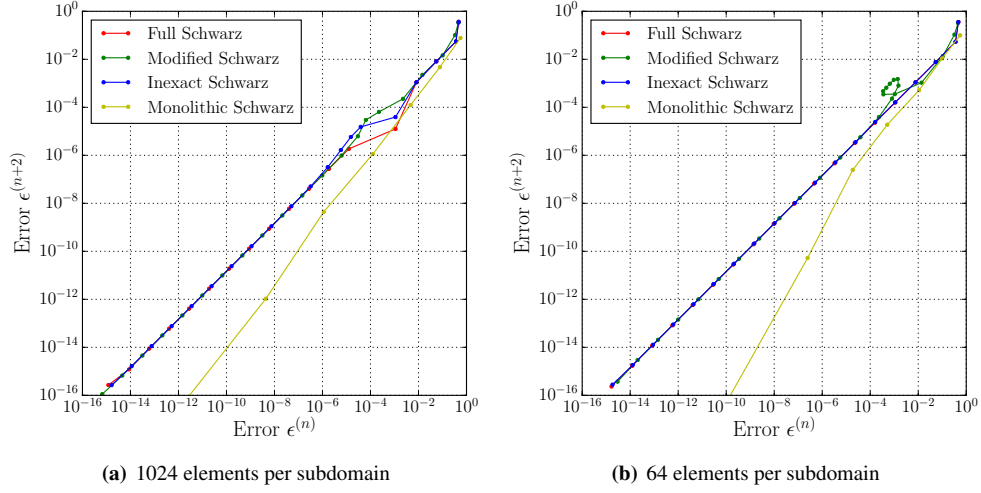 10^0
10^-2
10^-4
10^-6
10^-8
10^-10
10^-12
10^-14
10^-16
Error ϵ^(n+2)
Full Schwarz
Modified Schwarz
Inexact Schwarz
Monolithic Schwarz
10^-16 10^-14 10^-12 10^-10 10^-8 10^-6 10^-4 10^-2 10^0
Error ϵ^(n)
(a) 1024 elements per subdomain
10^0
10^-2
10^-4
10^-6
10^-8
10^-10
10^-12
10^-14
10^-16
Error ϵ^(n+2)
Full Schwarz
Modified Schwarz
Inexact Schwarz
Monolithic Schwarz
10^-16 10^-14 10^-12 10^-10 10^-8 10^-6 10^-4 10^-2 10^0
Error ϵ^(n)
(b) 64 elements per subdomain